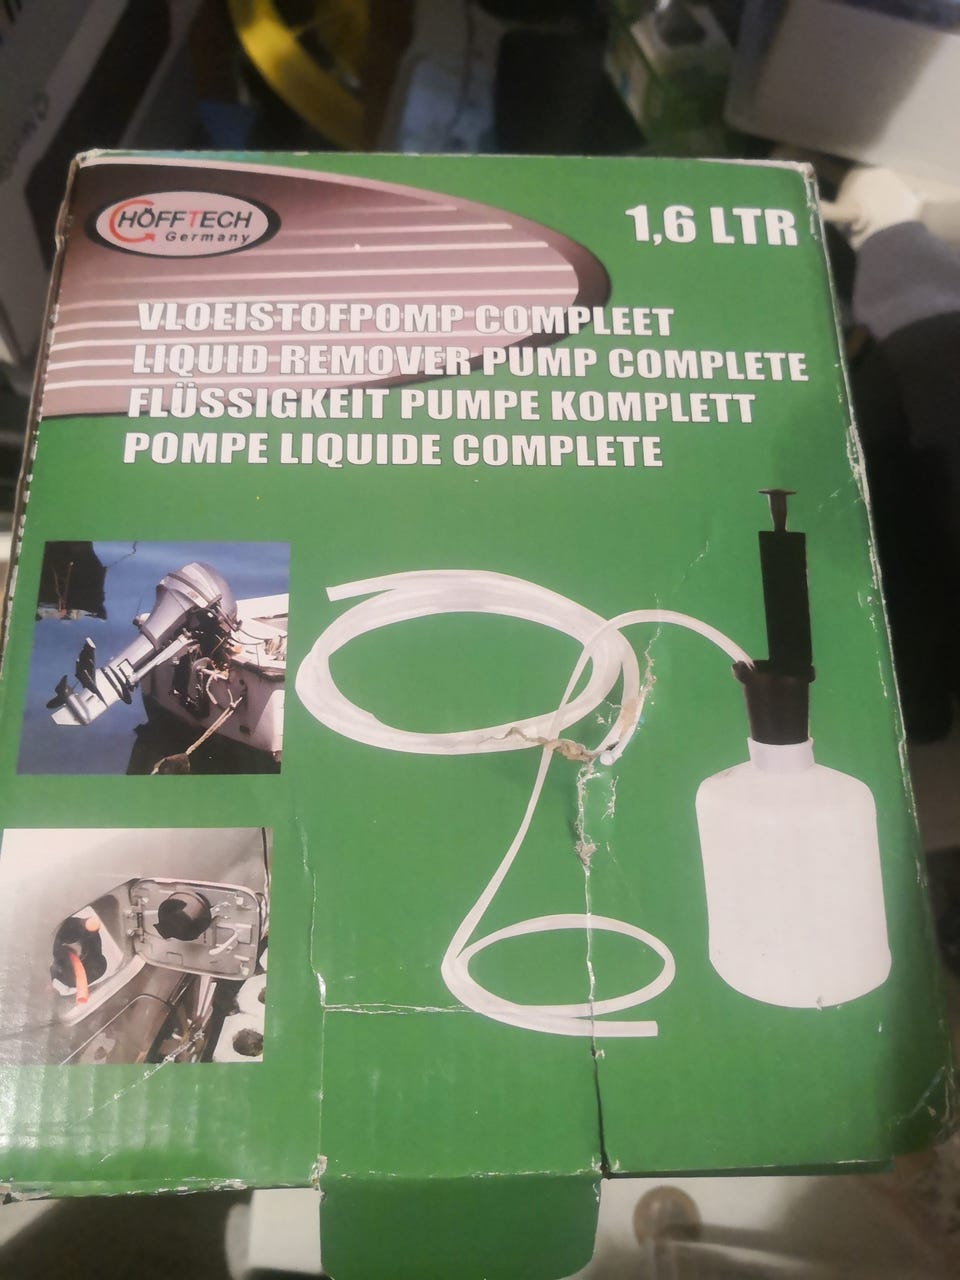 HÖFFTECH
Germany
1,6 LTR
VLOEISTOFPOMP COMPLEET
LIQUID REMOVER PUMP COMPLETE
FLÜSSIGKEIT PUMPE KOMPLETT
POMPE LIQUIDE COMPLETE